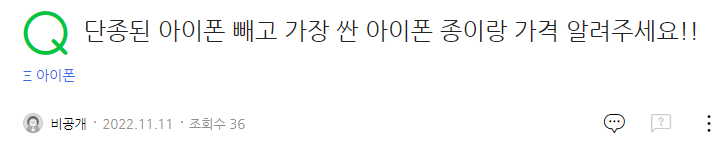 단종된 아이폰 빼고 가장 싼 아이폰 종이랑 가격 알려주세요!!
아이폰
비공개 · 2022.11.11 · 조회수 36